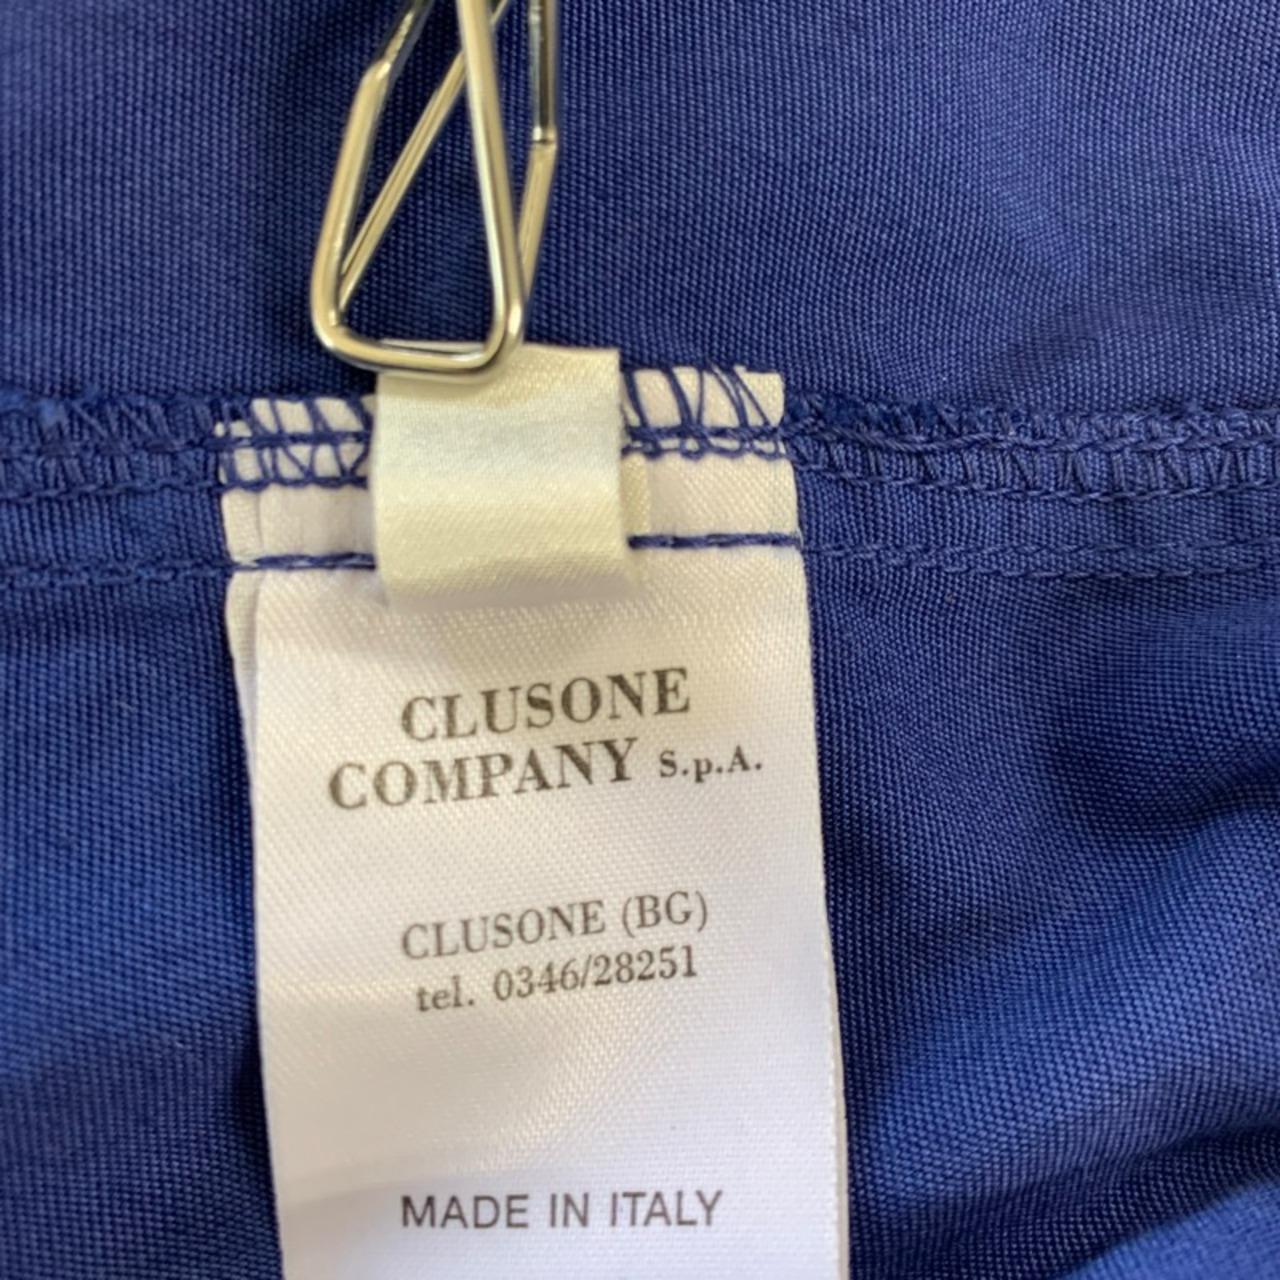 CLUSONE
COMPANY S.p.A.
CLUSONE (BG)
tel. 0346/28251
MADE IN ITALY